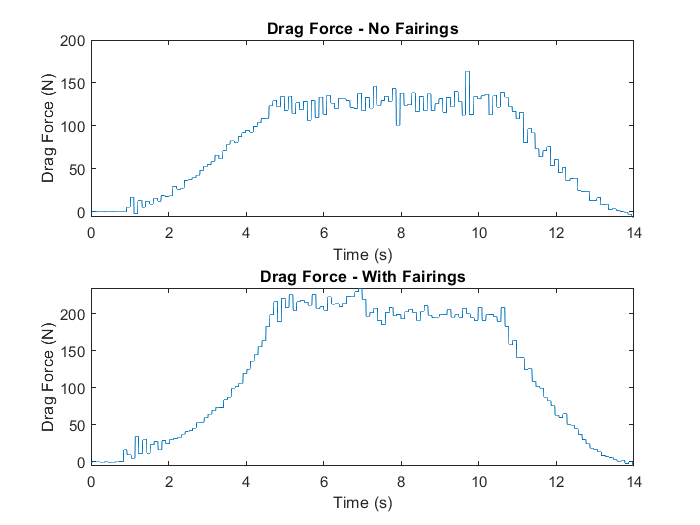 Drag Force - No Fairings
200
150
100
50
0
Drag Force (N)
0 2 4 6 8 10 12 14
Time (s)
Drag Force - With Fairings
200
150
100
50
0
Drag Force (N)
0 2 4 6 8 10 12 14
Time (s)